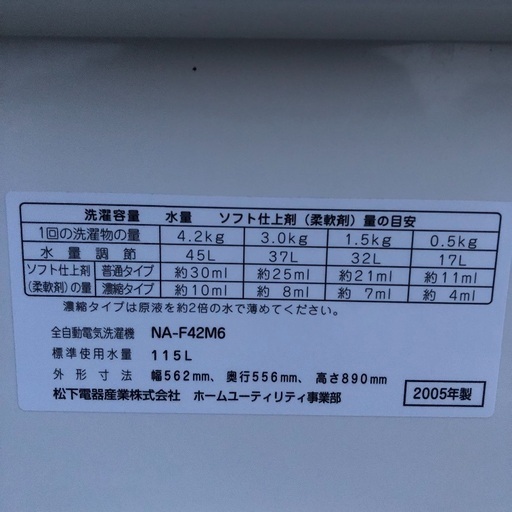 洗濯容量 水量 ソフト仕上剤（柔軟剤）量の目安
1回の洗濯物の量 4.2kg 3.0kg 1.5kg 0.5kg
水量調節 45L 37L 32L 17L
ソフト仕上剤 普通タイプ 約30ml 約25ml 約21ml 約11ml
(柔軟剤)の量 濃縮タイプ 約10ml 約 8ml 約 7ml 約 4ml
濃縮タイプは原液を約2倍の水で薄めてください。
全自動電気洗濯機 NA-F42M6
標準使用水量 115L
外形寸法 幅562mm、奥行556mm、高さ890mm
松下電器産業株式会社 ホームユーティリティ事業部 2005年製